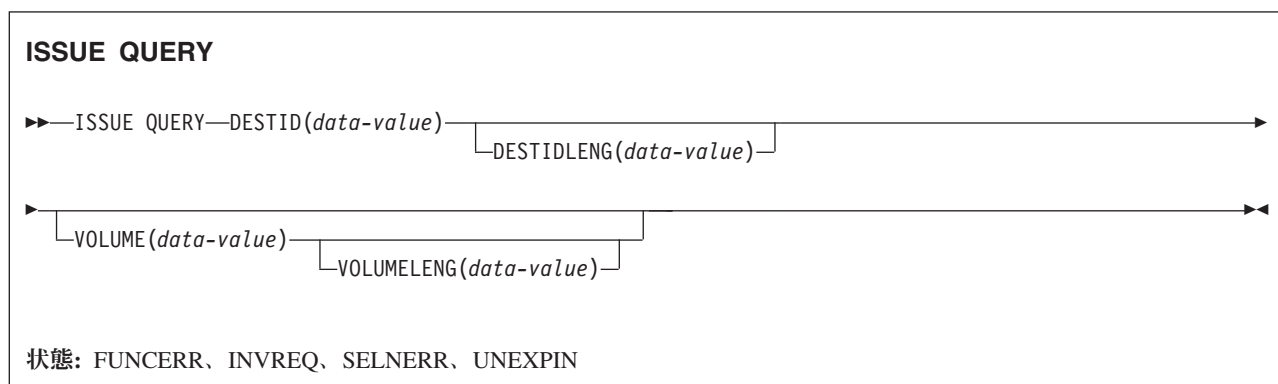 ISSUE QUERY
ISSUE QUERY DESTID(data-value)
DESTIDLENG(data-value)
VOLUME(data-value)
VOLUMELENG(data-value)
状態: FUNCERR、INVREQ、SELNERR、UNEXPIN